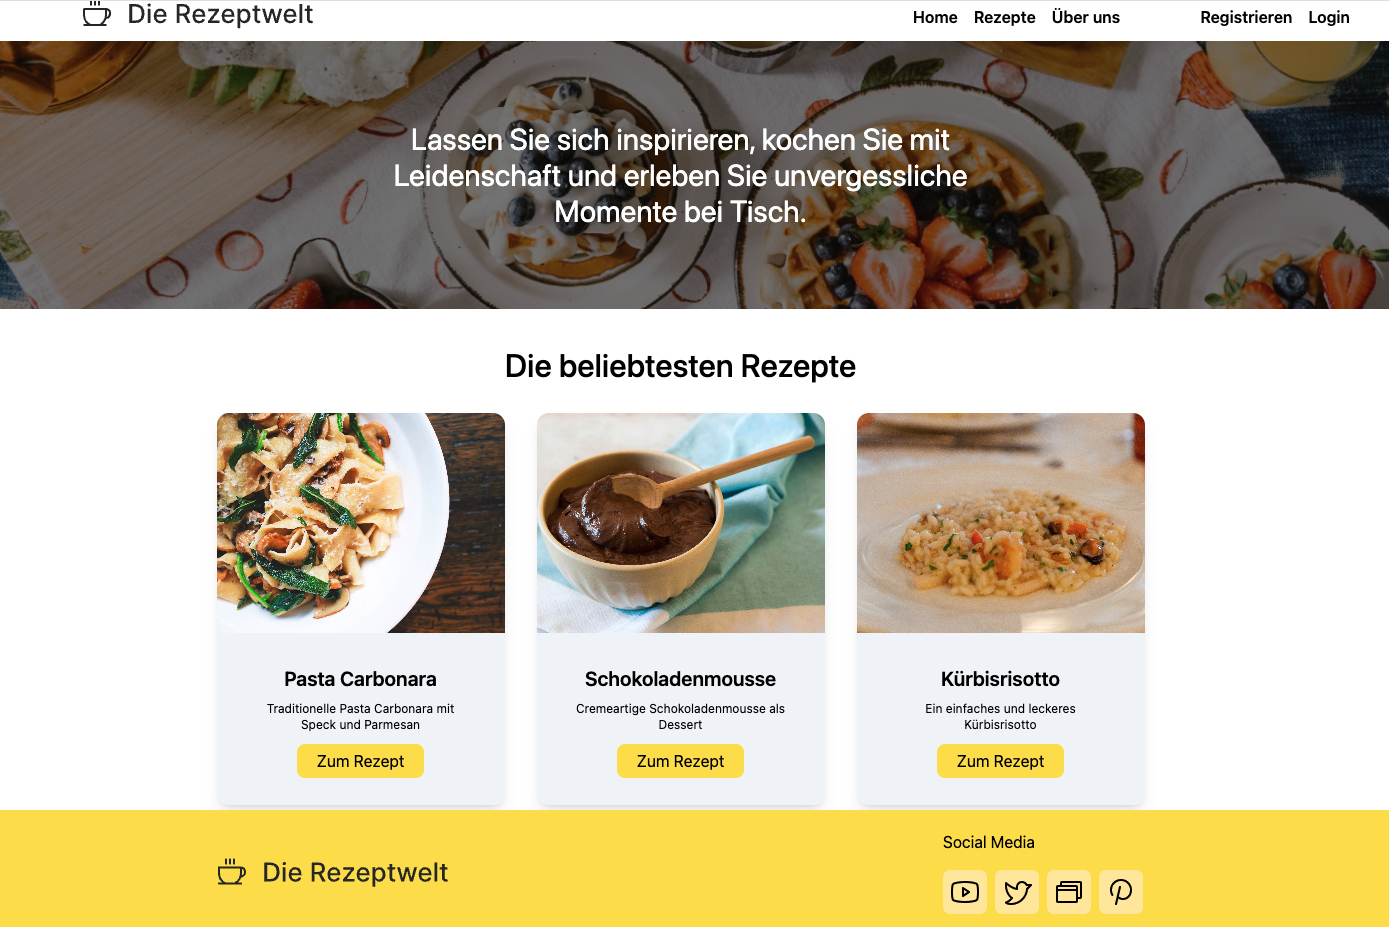 Die Rezeptwelt
Home Rezepte Über uns Registrieren Login
Lassen Sie sich inspirieren, kochen Sie mit
Leidenschaft und erleben Sie unvergessliche
Momente bei Tisch.
Die beliebtesten Rezepte
Pasta Carbonara
Traditionelle Pasta Carbonara mit
Speck und Parmesan
Zum Rezept
Schokoladenmousse
Cremeartige Schokoladenmousse als
Dessert
Zum Rezept
Kürbisrisotto
Ein einfaches und leckeres
Kürbisrisotto
Zum Rezept
Die Rezeptwelt
Social Media